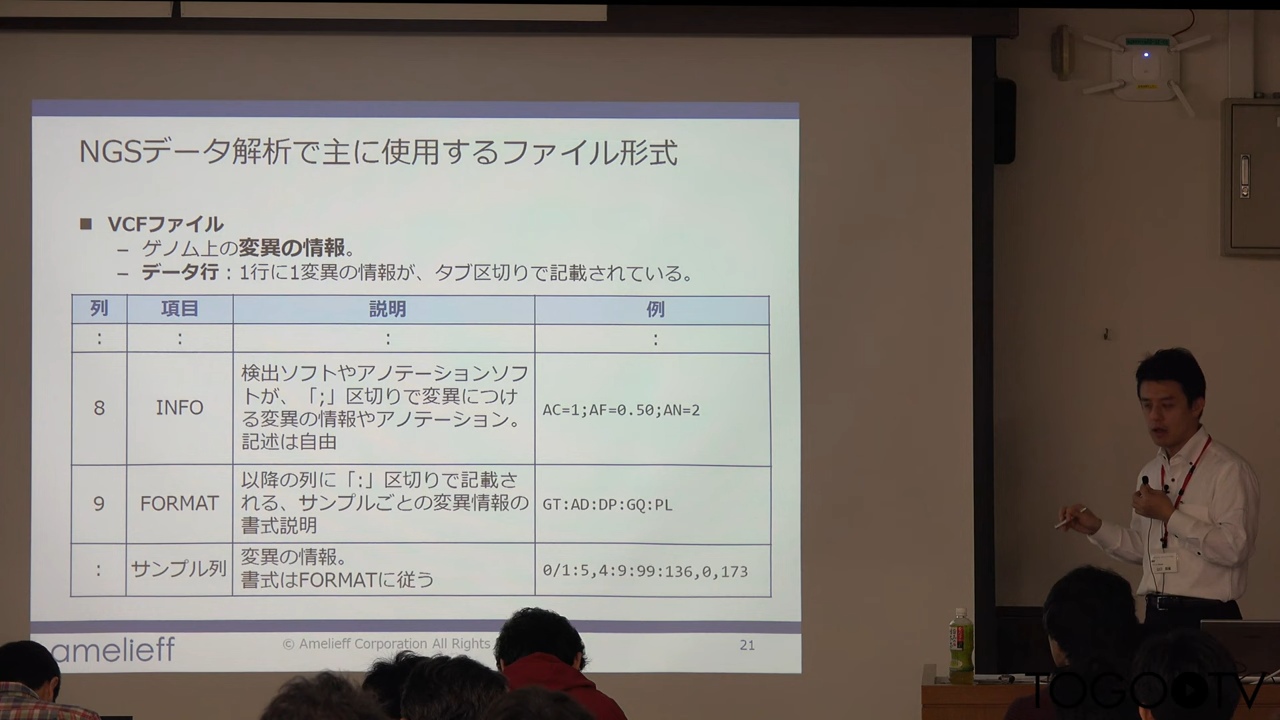 NGSデータ解析で主に使用するファイル形式
■ VCFファイル
– ゲノム上の変異の情報。
– データ行：1行に1変異の情報が、タブ区切りで記載されている。
列 項目 説明 例
： ： ： ：
8 INFO 検出ソフトやアノテーションソフ
トが、「;」区切りで変異につけ
る変異の情報やアノテーション。
記述は自由
AC=1;AF=0.50;AN=2
9 FORMAT 以降の列に「:」区切りで記載さ
れる、サンプルごとの変異情報の
書式説明
GT:AD:DP:GQ:PL
： サンプル列 変異の情報。
書式はFORMATに従う
0/1:5,4:9:99:136,0,173
amelieff
© Amelieff Corporation All Rights
21
TOGOTV